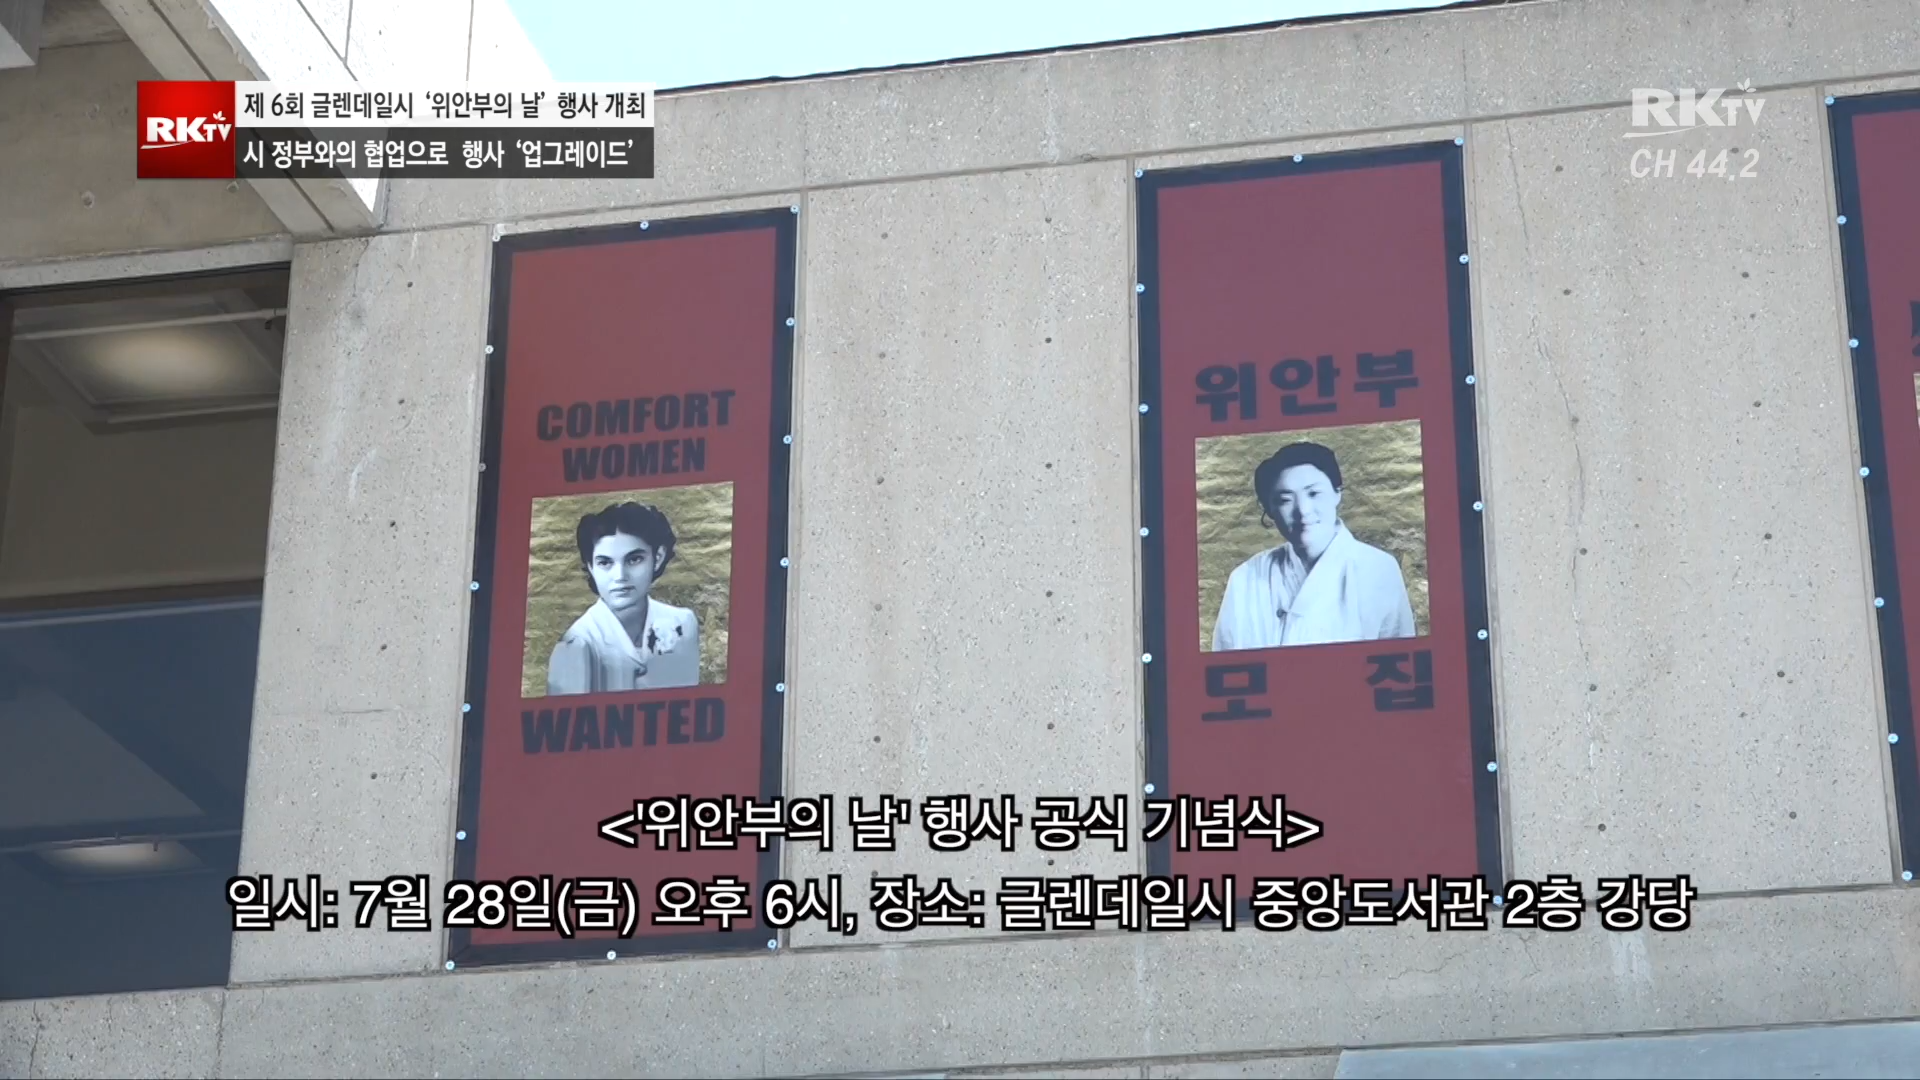 RKTV
제 6회 글렌데일시 ‘위안부의 날’ 행사 개최
시 정부와의 협업으로 행사 ‘업그레이드’
RKTV
CH 44.2
COMFORT
WOMEN
WANTED
위안부
모 집
<'위안부의 날' 행사 공식 기념식>
일시: 7월 28일(금) 오후 6시, 장소: 글렌데일시 중앙도서관 2층 강당